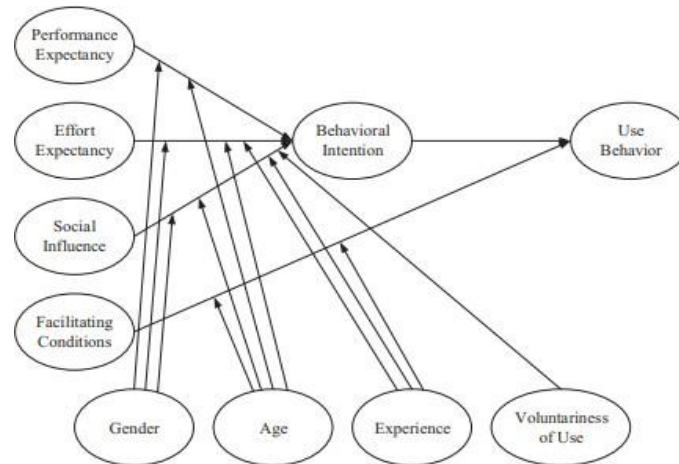 Performance
Expectancy
Effort
Expectancy
Behavioral
Intention
Use
Behavior
Social
Influence
Facilitating
Conditions
Gender
Age
Experience
Voluntariness
of Use